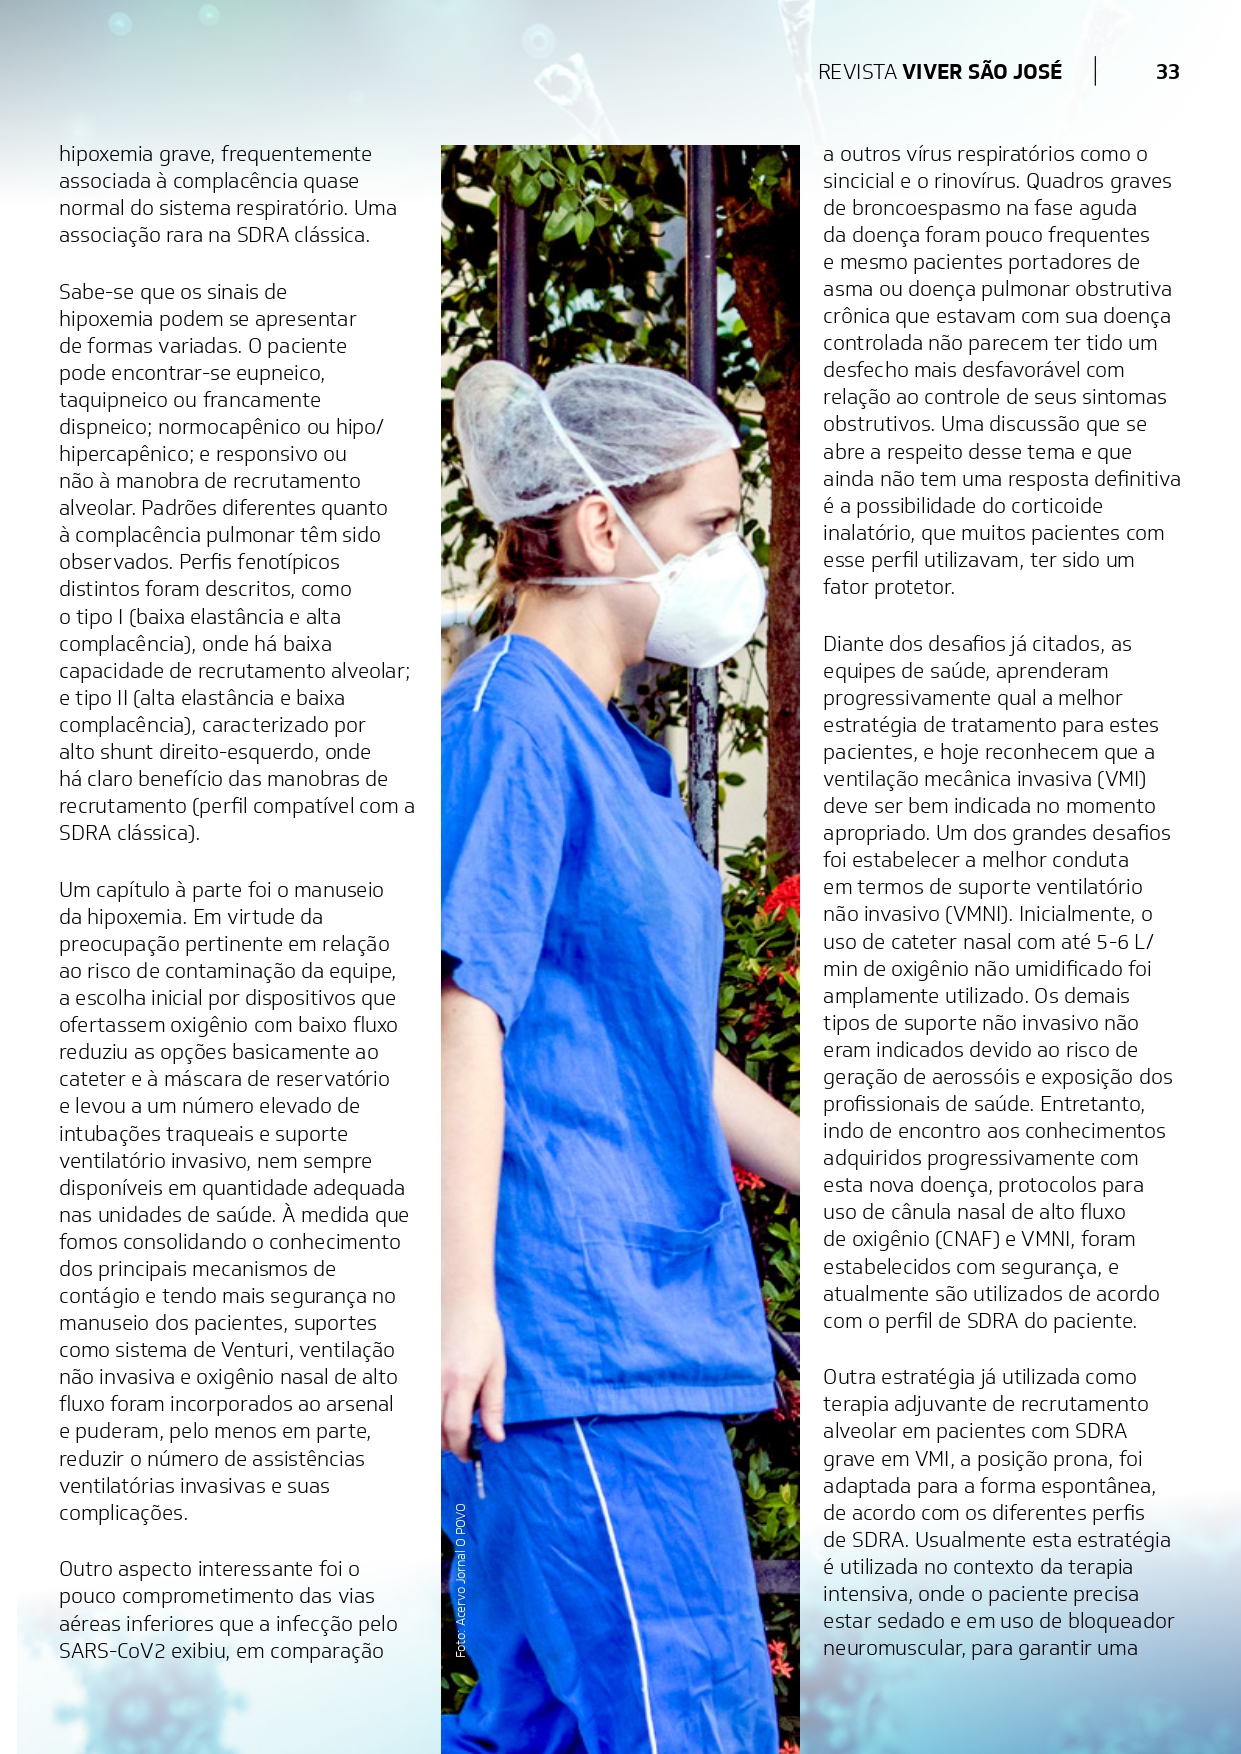 REVISTA VIVER SÃO JOSÉ | 33
hipoxemia grave, frequentemente
associada à complacência quase
normal do sistema respiratório. Uma
associação rara na SDRA clássica.
Sabe-se que os sinais de
hipoxemia podem se apresentar
de formas variadas. O paciente
pode encontrar-se eupneico,
taquipneico ou francamente
dispneico; normocapênico ou hipo/
hipercapênico; e responsivo ou
não à manobra de recrutamento
alveolar. Padrões diferentes quanto
à complacência pulmonar têm sido
observados. Perfis fenotípicos
distintos foram descritos, como
o tipo I (baixa elastância e alta
complacência), onde há baixa
capacidade de recrutamento alveolar;
e tipo II (alta elastância e baixa
complacência), caracterizado por
alto shunt direito-esquerdo, onde
há claro benefício das manobras de
recrutamento (perfil compatível com a
SDRA clássica).
Um capítulo à parte foi o manuseio
da hipoxemia. Em virtude da
preocupação pertinente em relação
ao risco de contaminação da equipe,
a escolha inicial por dispositivos que
ofertassem oxigênio com baixo fluxo
reduziu as opções basicamente ao
cateter e à máscara de reservatório
e levou a um número elevado de
intubações traqueais e suporte
ventilatório invasivo, nem sempre
disponíveis em quantidade adequada
nas unidades de saúde. À medida que
fomos consolidando o conhecimento
dos principais mecanismos de
contágio e tendo mais segurança no
manuseio dos pacientes, suportes
como sistema de Venturi, ventilação
não invasiva e oxigênio nasal de alto
fluxo foram incorporados ao arsenal
e puderam, pelo menos em parte,
reduzir o número de assistências
ventilatórias invasivas e suas
complicações.
Outro aspecto interessante foi o
pouco comprometimento das vias
aéreas inferiores que a infecção pelo
SARS-CoV2 exibiu, em comparação
Foto: Acervo Jornal O POVO
a outros vírus respiratórios como o
sincicial e o rinovírus. Quadros graves
de broncoespasmo na fase aguda
da doença foram pouco frequentes
e mesmo pacientes portadores de
asma ou doença pulmonar obstrutiva
crônica que estavam com sua doença
controlada não parecem ter tido um
desfecho mais desfavorável com
relação ao controle de seus sintomas
obstrutivos. Uma discussão que se
abre a respeito desse tema e que
ainda não tem uma resposta definitiva
é a possibilidade do corticoide
inalatório, que muitos pacientes com
esse perfil utilizavam, ter sido um
fator protetor.
Diante dos desafios já citados, as
equipes de saúde, aprenderam
progressivamente qual a melhor
estratégia de tratamento para estes
pacientes, e hoje reconhecem que a
ventilação mecânica invasiva (VMI)
deve ser bem indicada no momento
apropriado. Um dos grandes desafios
foi estabelecer a melhor conduta
em termos de suporte ventilatório
não invasivo (VMNI). Inicialmente, o
uso de cateter nasal com até 5-6 L/
min de oxigênio não umidificado foi
amplamente utilizado. Os demais
tipos de suporte não invasivo não
eram indicados devido ao risco de
geração de aerossóis e exposição dos
profissionais de saúde. Entretanto,
indo de encontro aos conhecimentos
adquiridos progressivamente com
esta nova doença, protocolos para
uso de cânula nasal de alto fluxo
de oxigênio (CNAF) e VMNI, foram
estabelecidos com segurança, e
atualmente são utilizados de acordo
com o perfil de SDRA do paciente.
Outra estratégia já utilizada como
terapia adjuvante de recrutamento
alveolar em pacientes com SDRA
grave em VMI, a posição prona, foi
adaptada para a forma espontânea,
de acordo com os diferentes perfis
de SDRA. Usualmente esta estratégia
é utilizada no contexto da terapia
intensiva, onde o paciente precisa
estar sedado e em uso de bloqueador
neuromuscular, para garantir uma